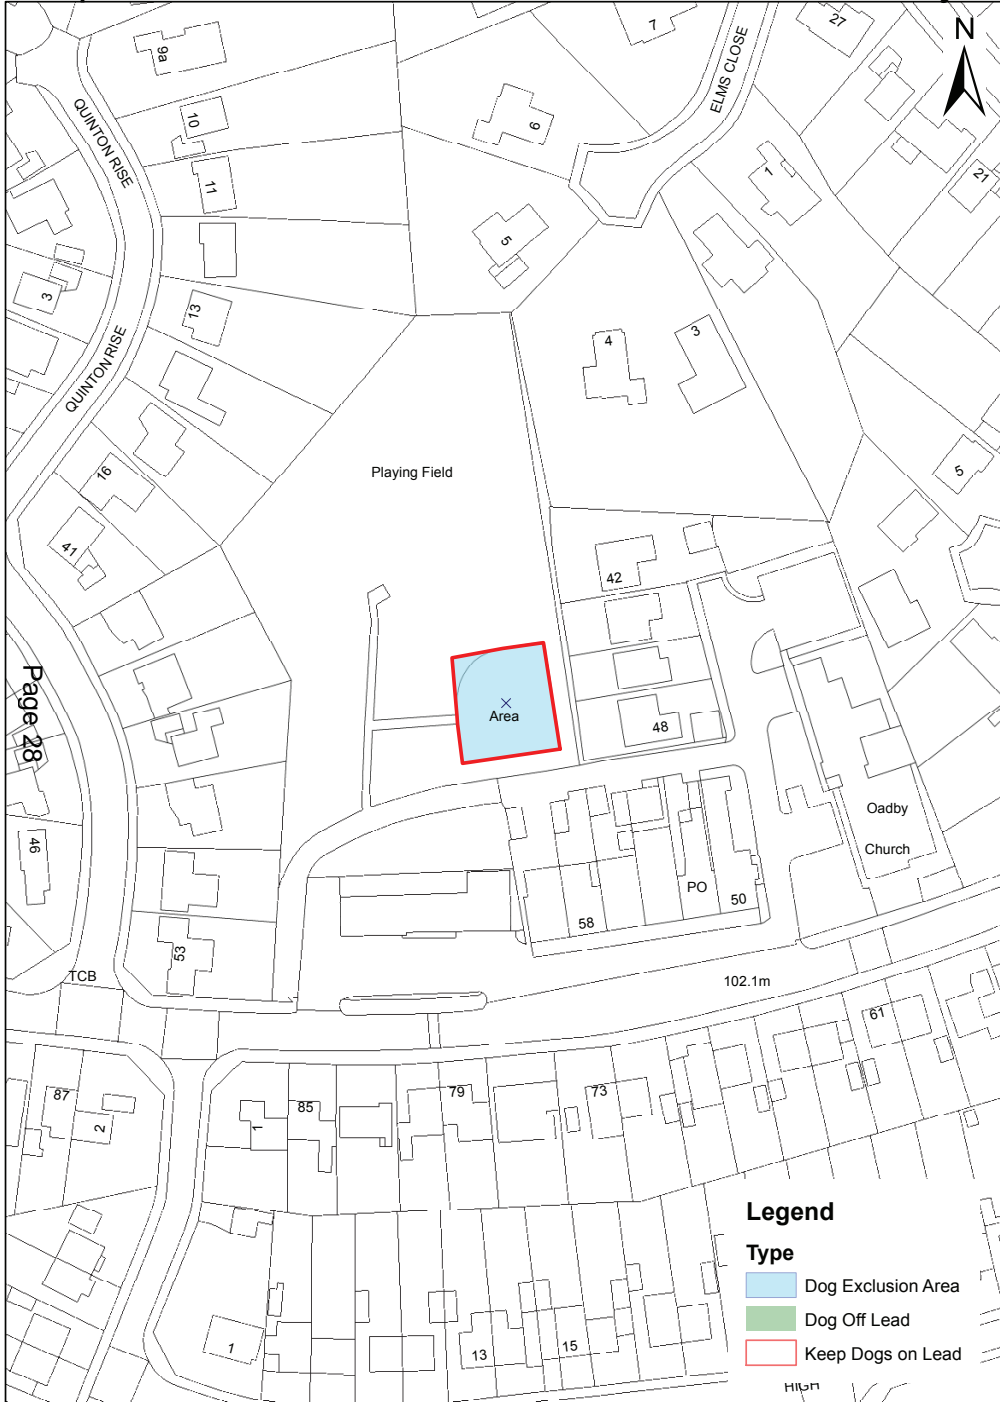 N
7
27
9a
ELMS CLOSE
QUINTON RISE
10
6
11
1
21
5
3
13
4
3
QUINTON RISE
Playing Field
16
5
41
42
Page 28
Area
48
Oadby
Church
46
PO
50
58
53
TCB
102.1m
61
87
2
1
85
79
73
1
13
15
Legend
Type
Dog Exclusion Area
Dog Off Lead
Keep Dogs on Lead
HIGH